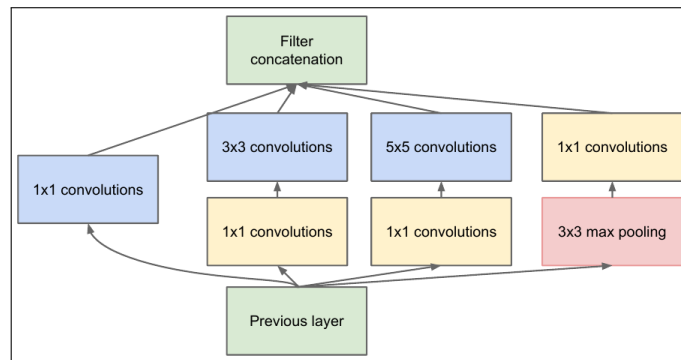 Filter
concatenation
3x3 convolutions
5x5 convolutions
1x1 convolutions
1x1 convolutions
1x1 convolutions
1x1 convolutions
3x3 max pooling
Previous layer